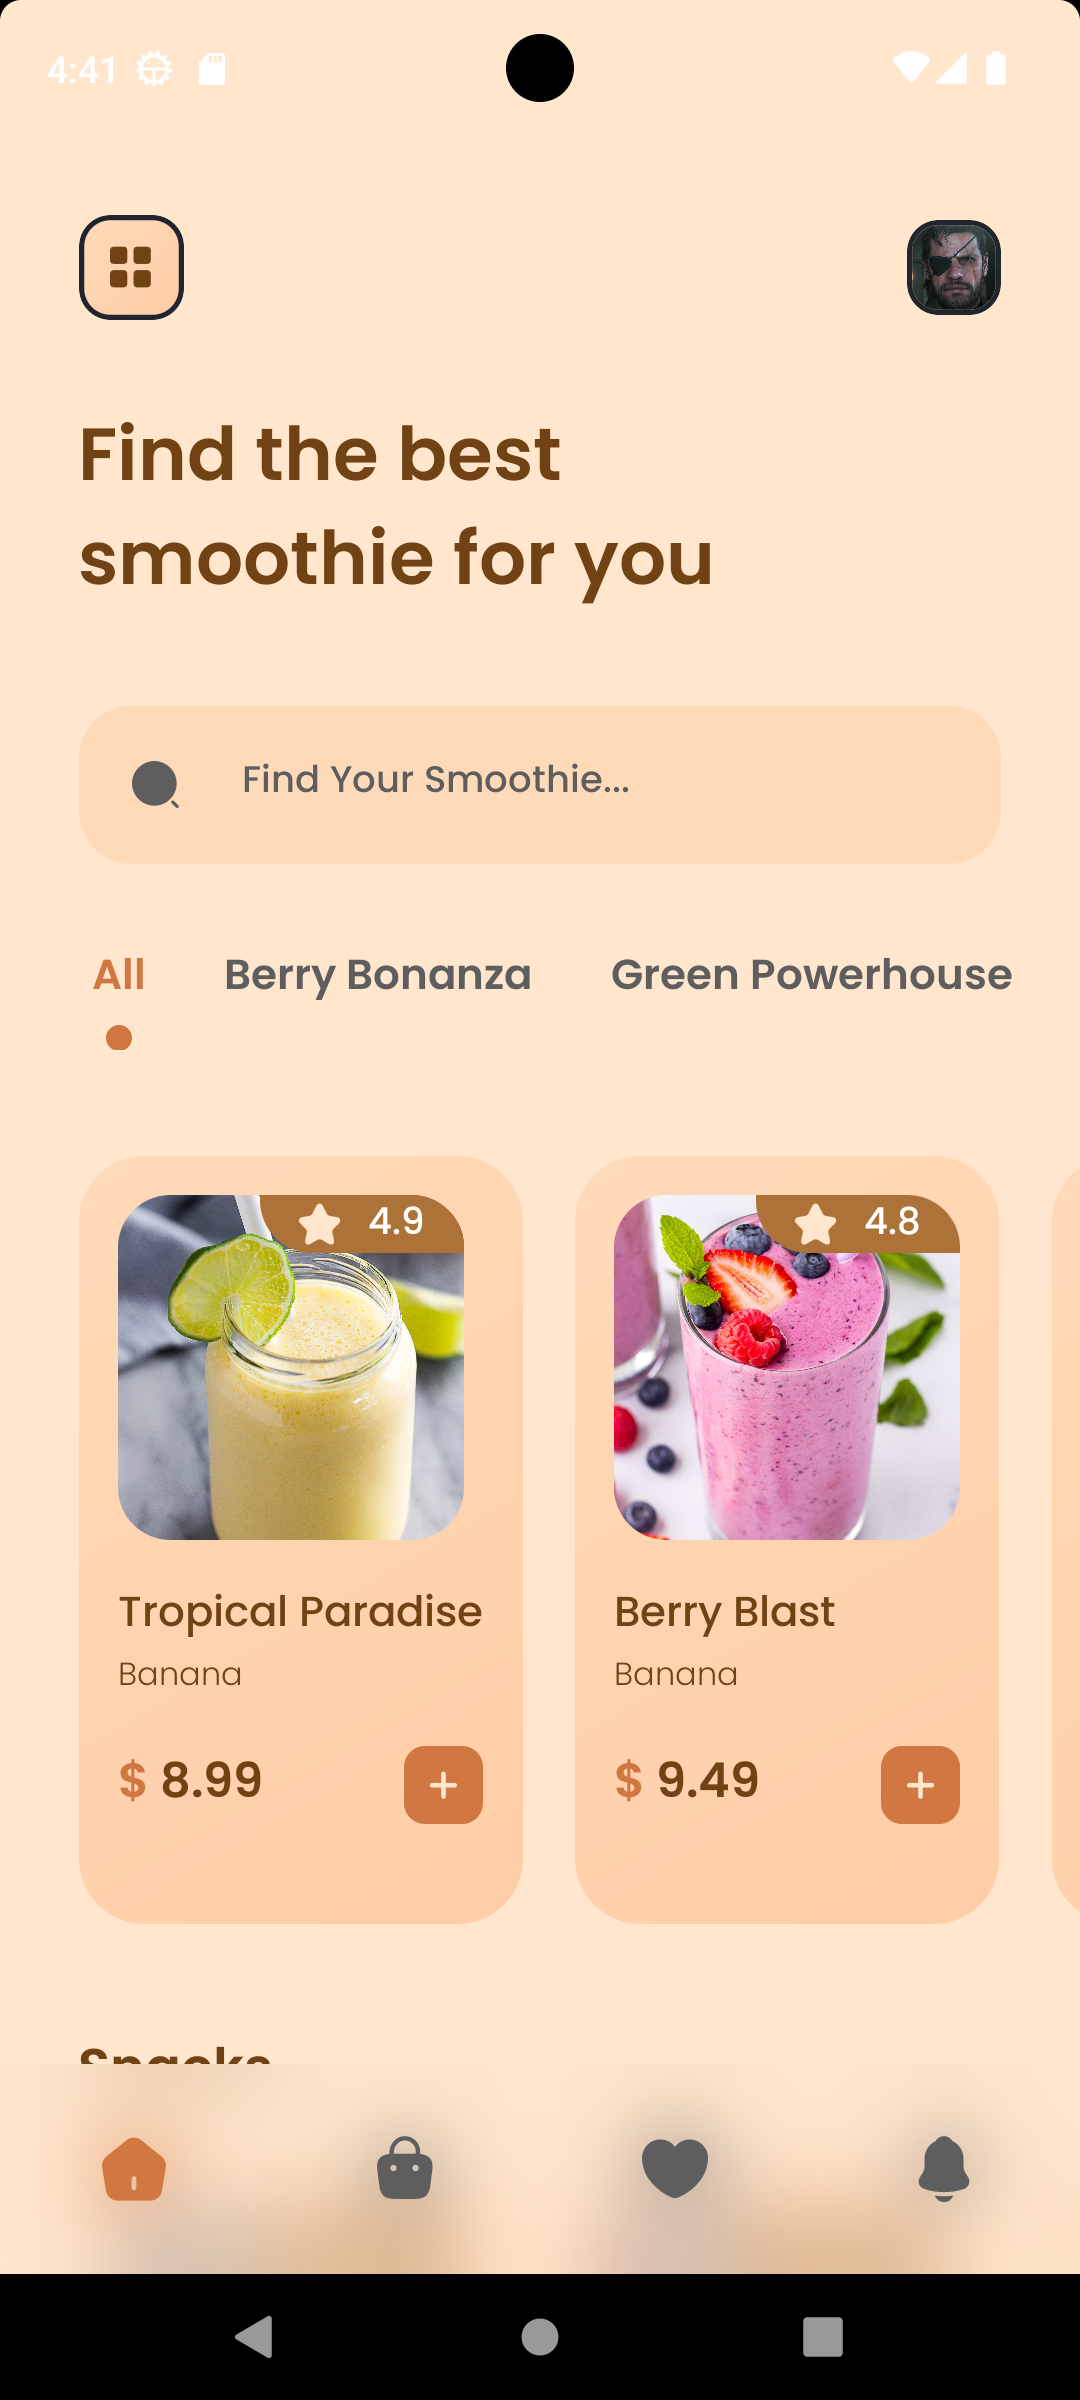 4:41
Find the best
smoothie for you
Find Your Smoothie...
All
Berry Bonanza
Green Powerhouse
4.9
4.8
Tropical Paradise
Berry Blast
Banana
Banana
$ 8.99
+
$ 9.49
+
Snacks